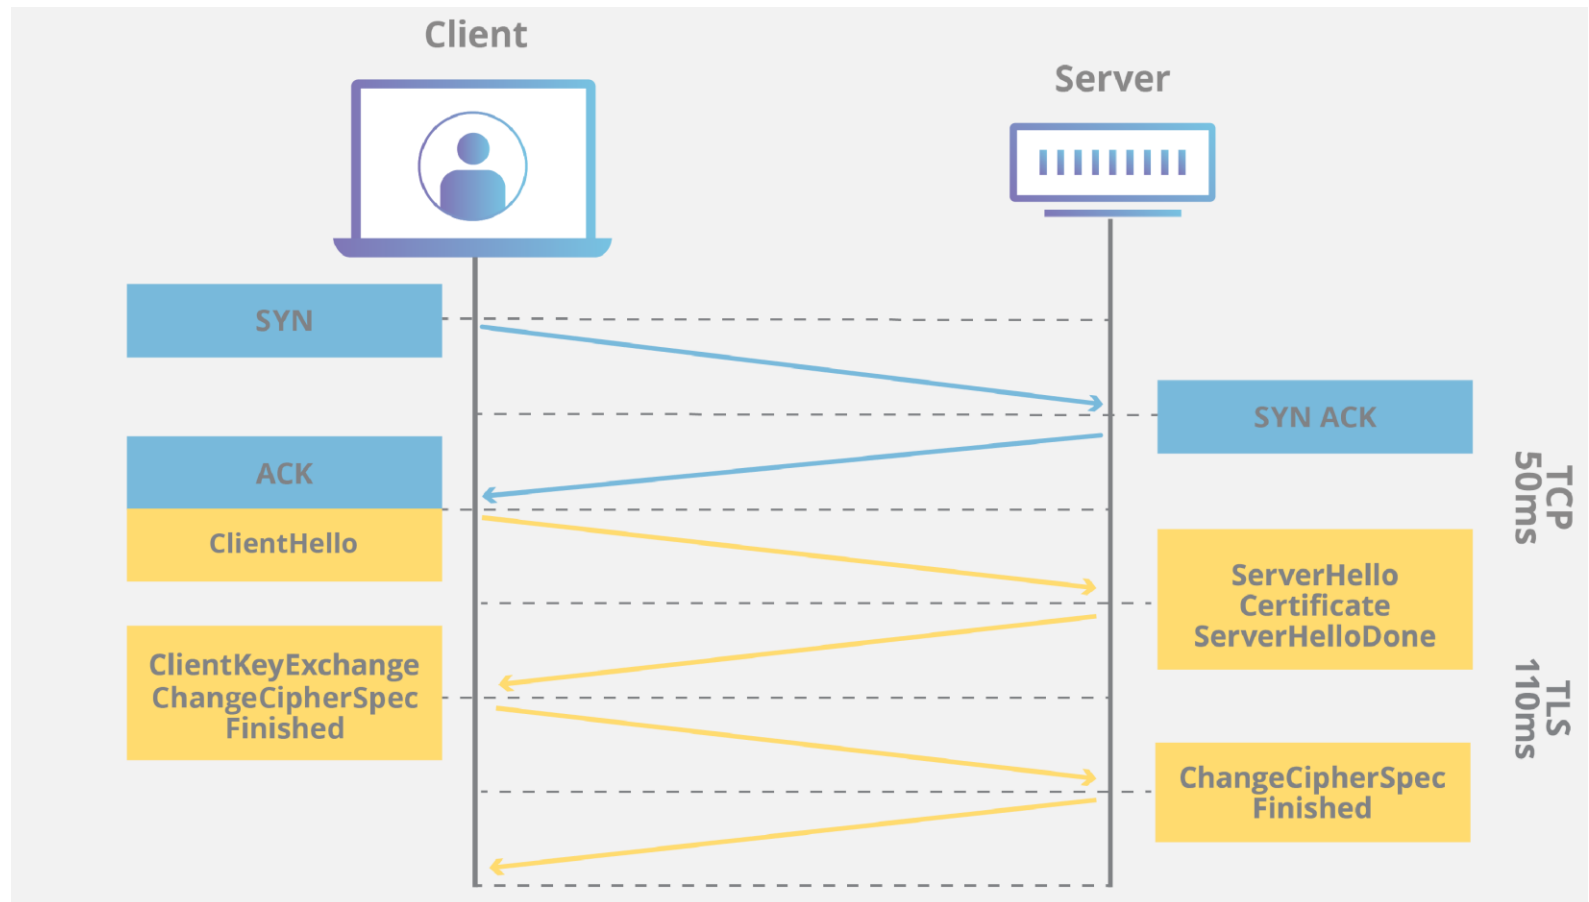 Client
Server
SYN
SYN ACK
ACK
ClientHello
TCP
50ms
ServerHello
Certificate
ServerHelloDone
ClientKeyExchange
ChangeCipherSpec
Finished
TLS
110ms
ChangeCipherSpec
Finished